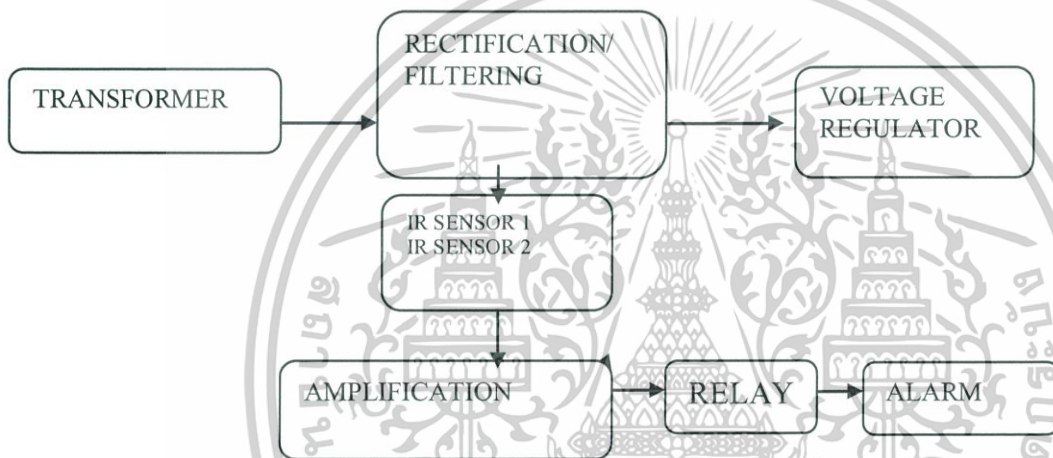 TRANSFORMER
RECTIFICATION/
FILTERING
VOLTAGE
REGULATOR
IR SENSOR 1
IR SENSOR 2
AMPLIFICATION
RELAY
ALARM